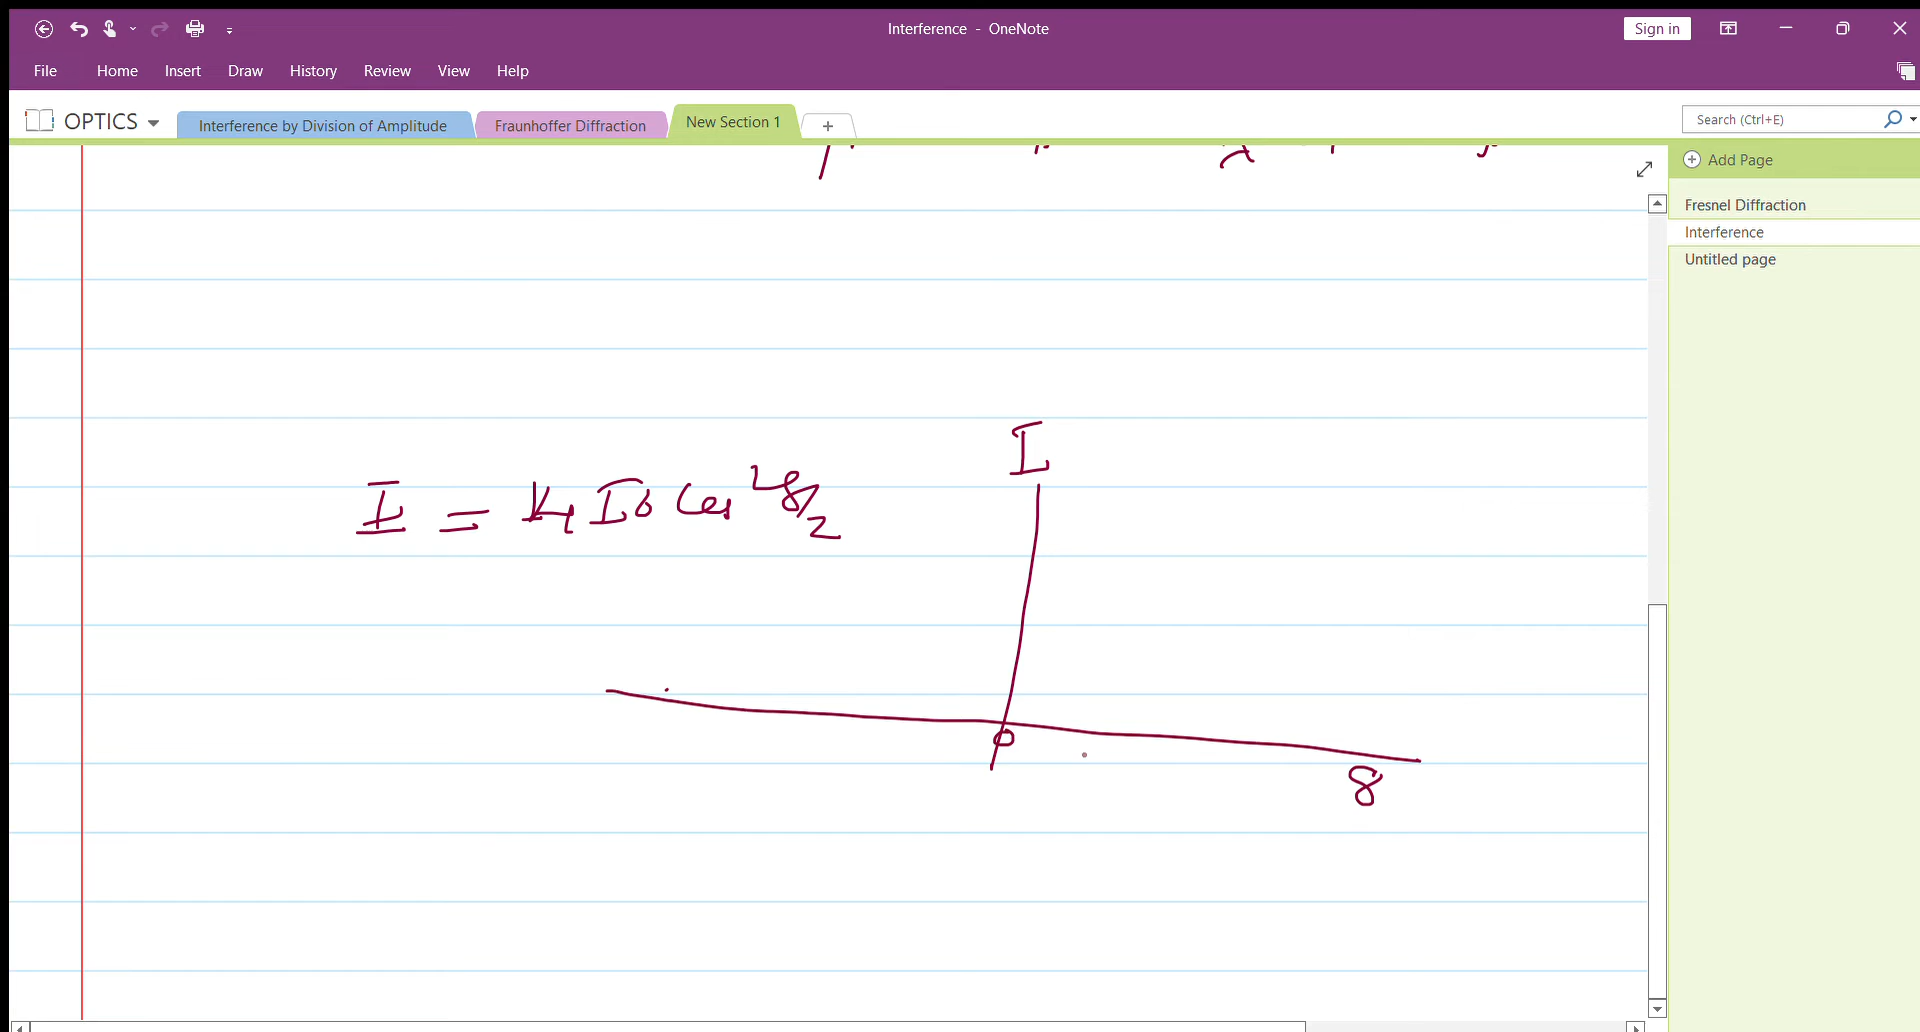 Interference - OneNote
Sign in
File Home Insert Draw History Review View Help
OPTICS
Interference by Division of Amplitude
Fraunhoffer Diffraction
New Section 1
+
Search (Ctrl+E)
Add Page
Fresnel Diffraction
Interference
Untitled page
I
I = 4 I0 Cos²δ/2
0
δ